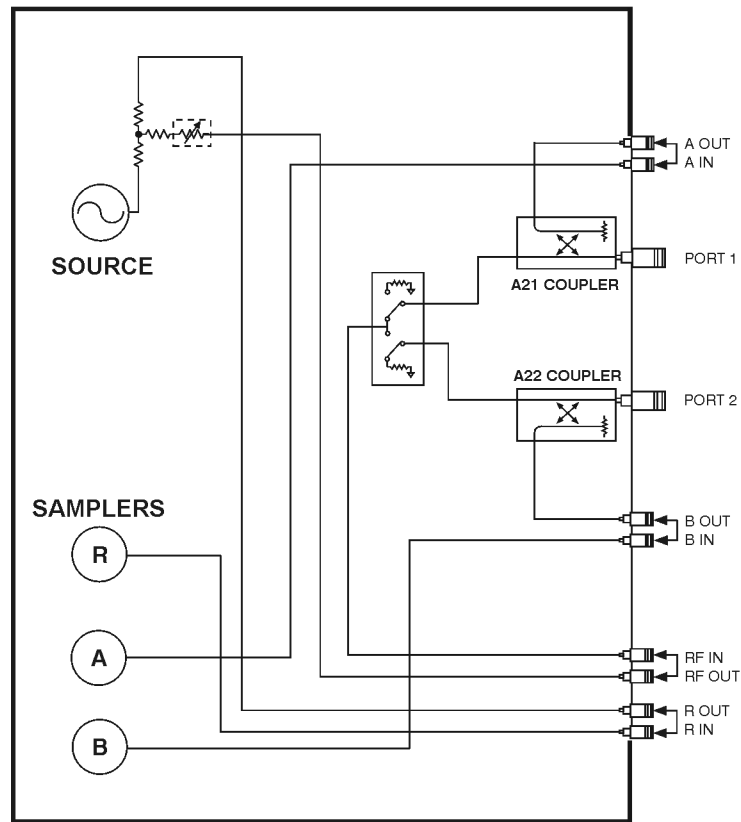 SOURCE
A OUT
A IN
PORT 1
A21 COUPLER
A22 COUPLER
PORT 2
SAMPLERS
R
B OUT
B IN
A
RF IN
RF OUT
R OUT
R IN
B